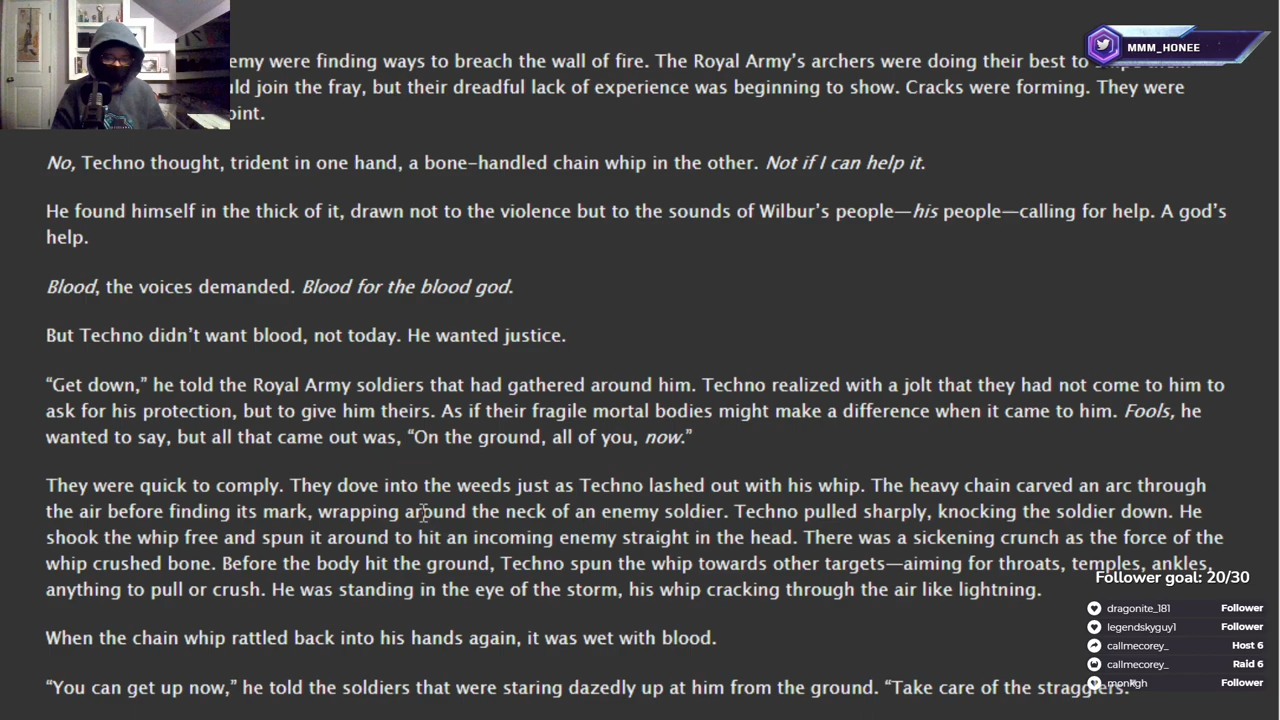 MMM_HONEE
emy were finding ways to breach the wall of fire. The Royal Army's archers were doing their best to
ld join the fray, but their dreadful lack of experience was beginning to show. Cracks were forming. They were
oint.
No, Techno thought, trident in one hand, a bone-handled chain whip in the other. Not if I can help it.
He found himself in the thick of it, drawn not to the violence but to the sounds of Wilbur's people—his people—calling for help. A god's
help.
Blood, the voices demanded. Blood for the blood god.
But Techno didn't want blood, not today. He wanted justice.
“Get down,” he told the Royal Army soldiers that had gathered around him. Techno realized with a jolt that they had not come to him to
ask for his protection, but to give him theirs. As if their fragile mortal bodies might make a difference when it came to him. Fools, he
wanted to say, but all that came out was, “On the ground, all of you, now.”
They were quick to comply. They dove into the weeds just as Techno lashed out with his whip. The heavy chain carved an arc through
the air before finding its mark, wrapping around the neck of an enemy soldier. Techno pulled sharply, knocking the soldier down. He
shook the whip free and spun it around to hit an incoming enemy straight in the head. There was a sickening crunch as the force of the
whip crushed bone. Before the body hit the ground, Techno spun the whip towards other targets—aiming for throats, temples, ankles,
anything to pull or crush. He was standing in the eye of the storm, his whip cracking through the air like lightning.
When the chain whip rattled back into his hands again, it was wet with blood.
“You can get up now,” he told the soldiers that were staring dazedly up at him from the ground. “Take care of the stragglers.”
Follower goal: 20/30
dragonite_181 Follower
legendskyguy1 Follower
callmecorey_ Host 6
callmecorey_ Raid 6
Follower